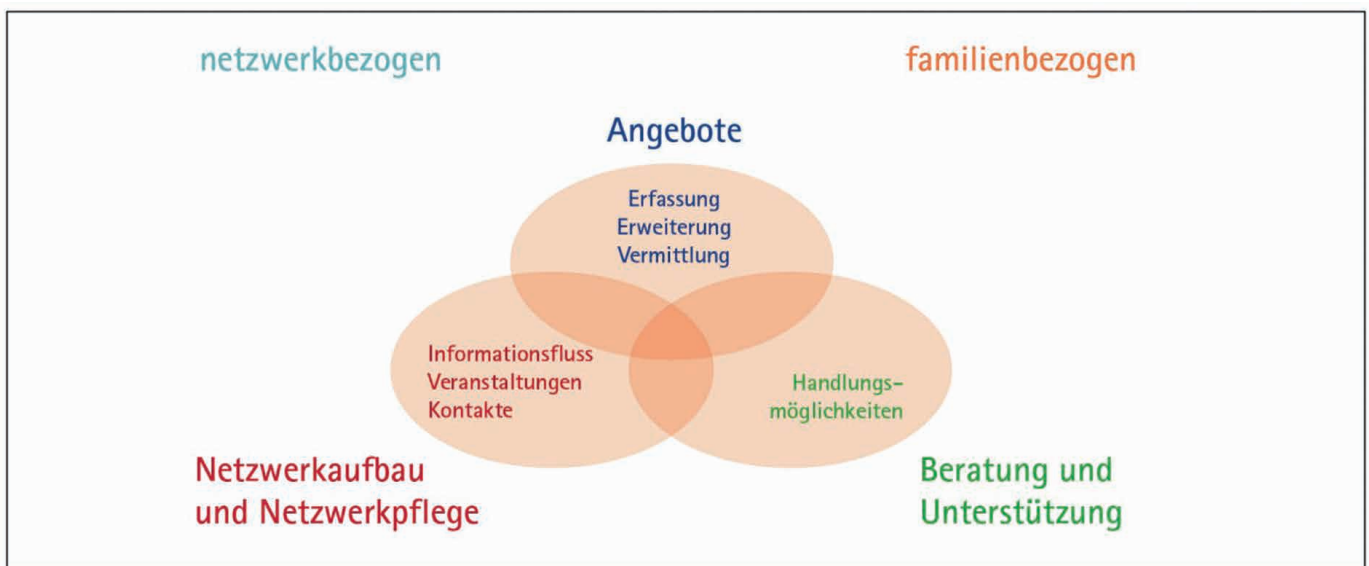 netzwerkbezogen
familienbezogen
Angebote
Erfassung
Erweiterung
Vermittlung
Informationsfluss
Veranstaltungen
Kontakte
Handlungs-
möglichkeiten
Netzwerkaufbau
und Netzwerkpflege
Beratung und
Unterstützung